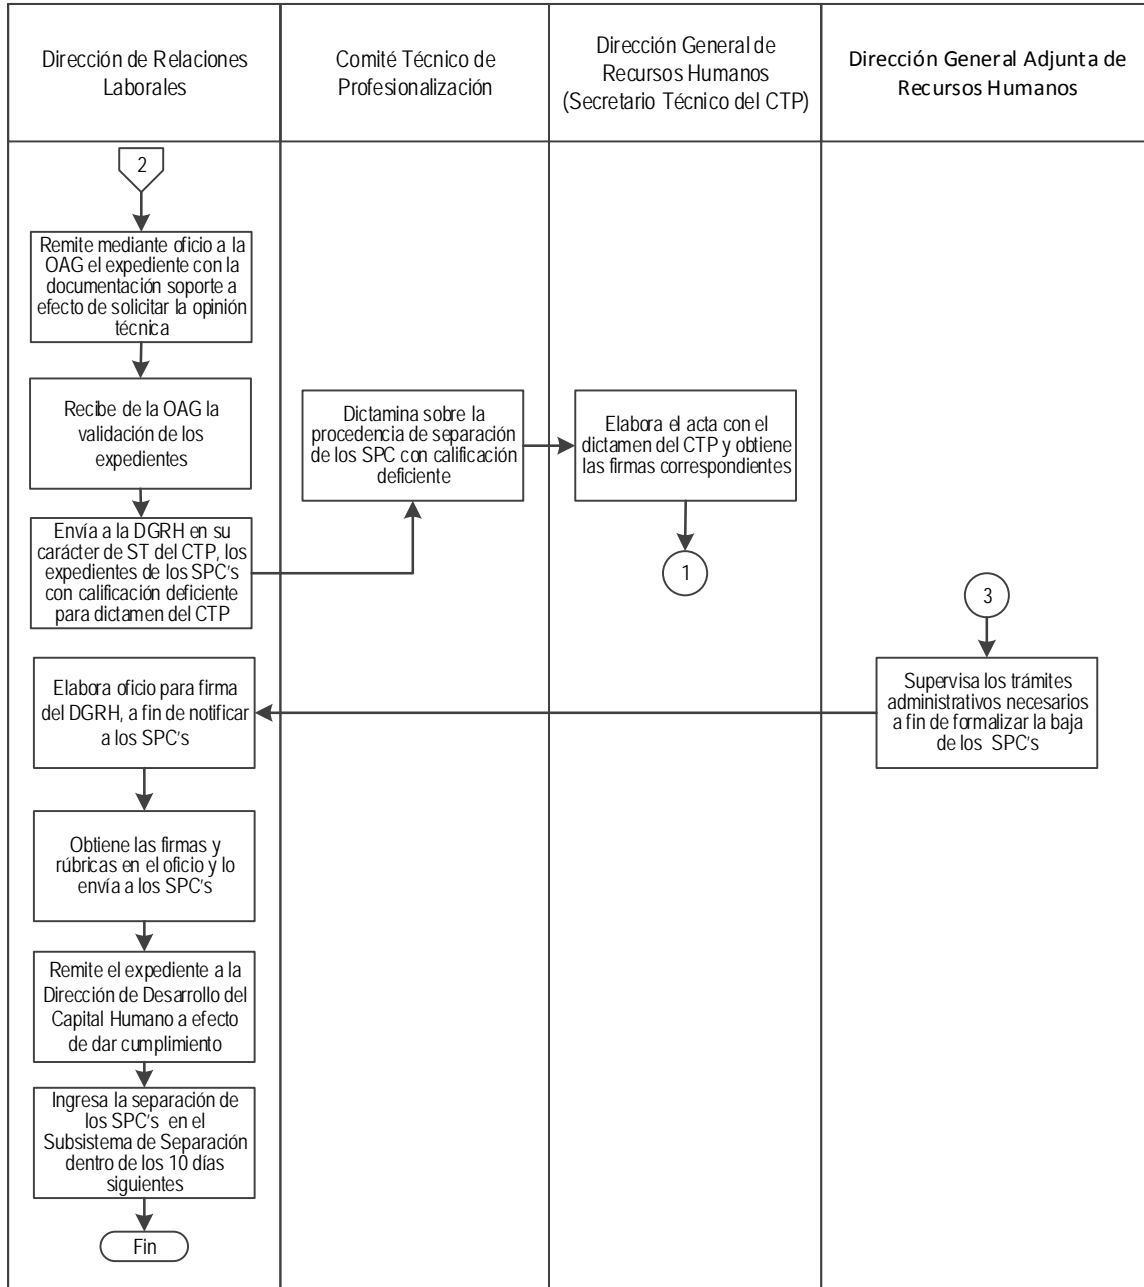 Dirección de Relaciones
Laborales
Comité Técnico de
Profesionalización
Dirección General de
Recursos Humanos
(Secretario Técnico del CTP)
Dirección General Adjunta de
Recursos Humanos
2
Remite mediante oficio a la
OAG el expediente con la
documentación soporte a
efecto de solicitar la opinión
técnica
Recibe de la OAG la
validación de los
expedientes
Envía a la DGRH en su
carácter de ST del CTP, los
expedientes de los SPC's
con calificación deficiente
para dictamen del CTP
Dictamina sobre la
procedencia de separación
de los SPC con calificación
deficiente
Elabora el acta con el
dictamen del CTP y obtiene
las firmas correspondientes
1
3
Supervisa los trámites
administrativos necesarios
a fin de formalizar la baja
de los SPC's
Elabora oficio para firma
del DGRH, a fin de notificar
a los SPC's
Obtiene las firmas y
rúbricas en el oficio y lo
envía a los SPC's
Remite el expediente a la
Dirección de Desarrollo del
Capital Humano a efecto
de dar cumplimiento
Ingresa la separación de
los SPC's en el
Subsistema de Separación
dentro de los 10 días
siguientes
Fin